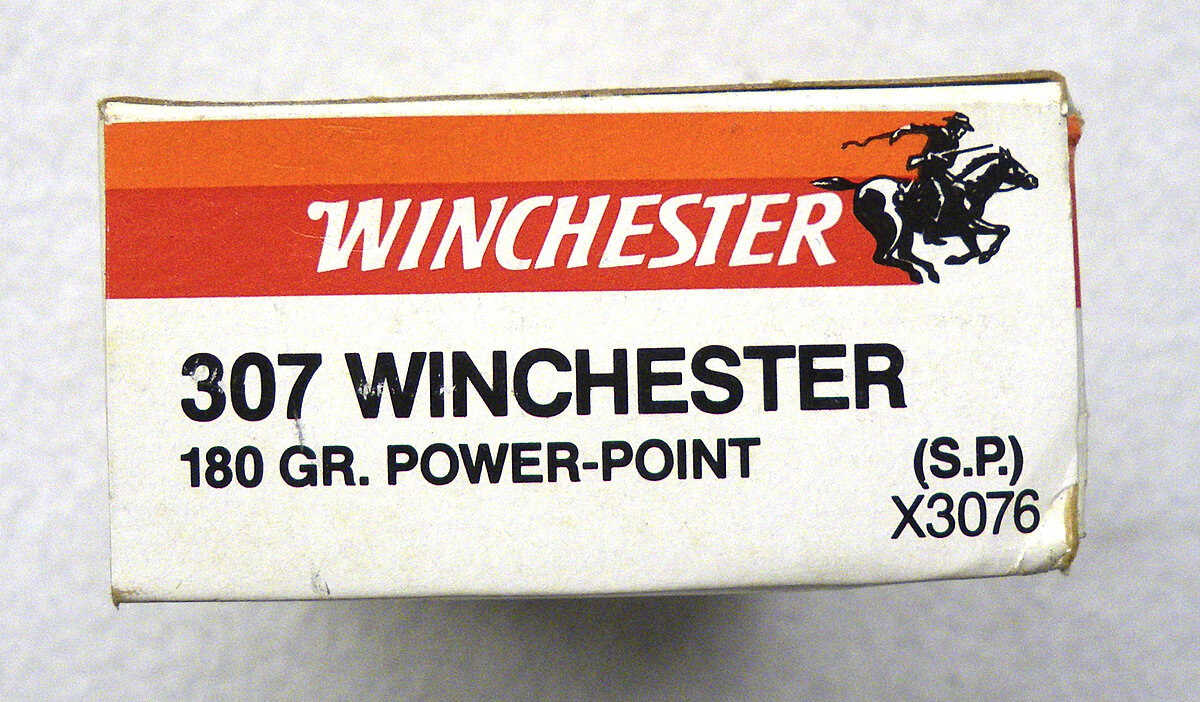 WINCHESTER
307 WINCHESTER
180 GR. POWER-POINT (S.P.)
X3076